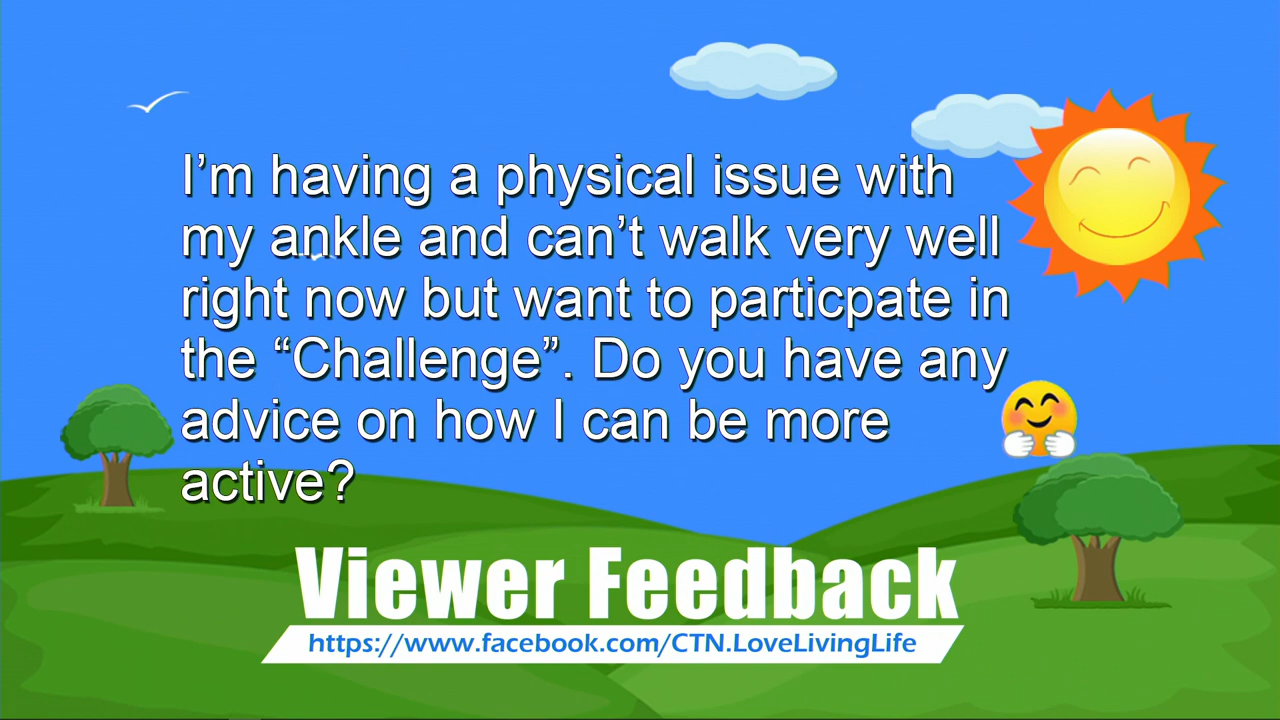 I’m having a physical issue with
my ankle and can’t walk very well
right now but want to particpate in
the “Challenge”. Do you have any
advice on how I can be more
active?
Viewer Feedback
https://www.facebook.com/CTN.LoveLivingLife